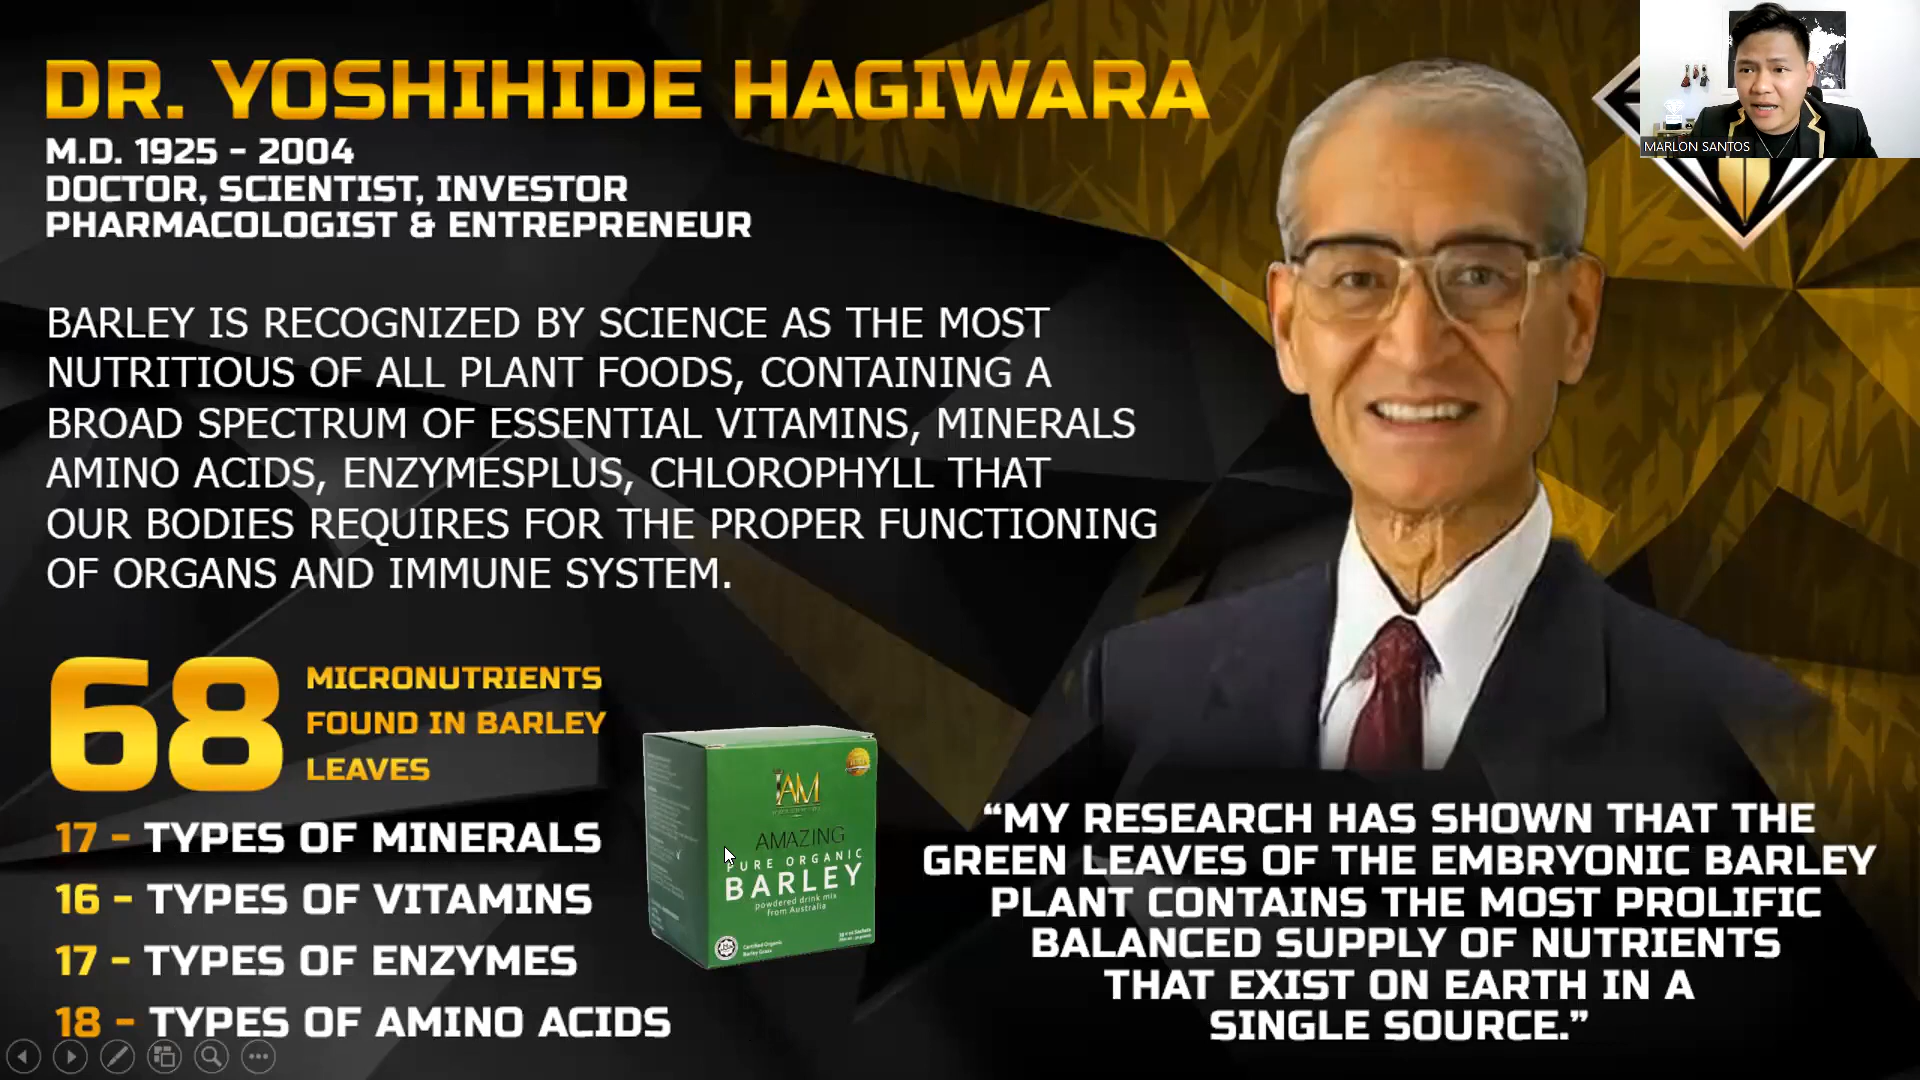 DR. YOSHIHIDE HAGIWARA
M.D. 1925 - 2004
DOCTOR, SCIENTIST, INVESTOR
PHARMACOLOGIST & ENTREPRENEUR
BARLEY IS RECOGNIZED BY SCIENCE AS THE MOST
NUTRITIOUS OF ALL PLANT FOODS, CONTAINING A
BROAD SPECTRUM OF ESSENTIAL VITAMINS, MINERALS
AMINO ACIDS, ENZYMESPLUS, CHLOROPHYLL THAT
OUR BODIES REQUIRES FOR THE PROPER FUNCTIONING
OF ORGANS AND IMMUNE SYSTEM.
68
MICRONUTRIENTS
FOUND IN BARLEY
LEAVES
17 - TYPES OF MINERALS
16 - TYPES OF VITAMINS
17 - TYPES OF ENZYMES
18 - TYPES OF AMINO ACIDS
IAM
AMAZING
PURE ORGANIC
BARLEY
powdered drink mix
from Australia
Certified Organic
Barley Grass
"MY RESEARCH HAS SHOWN THAT THE
GREEN LEAVES OF THE EMBRYONIC BARLEY
PLANT CONTAINS THE MOST PROLIFIC
BALANCED SUPPLY OF NUTRIENTS
THAT EXIST ON EARTH IN A
SINGLE SOURCE."
MARLON SANTOS